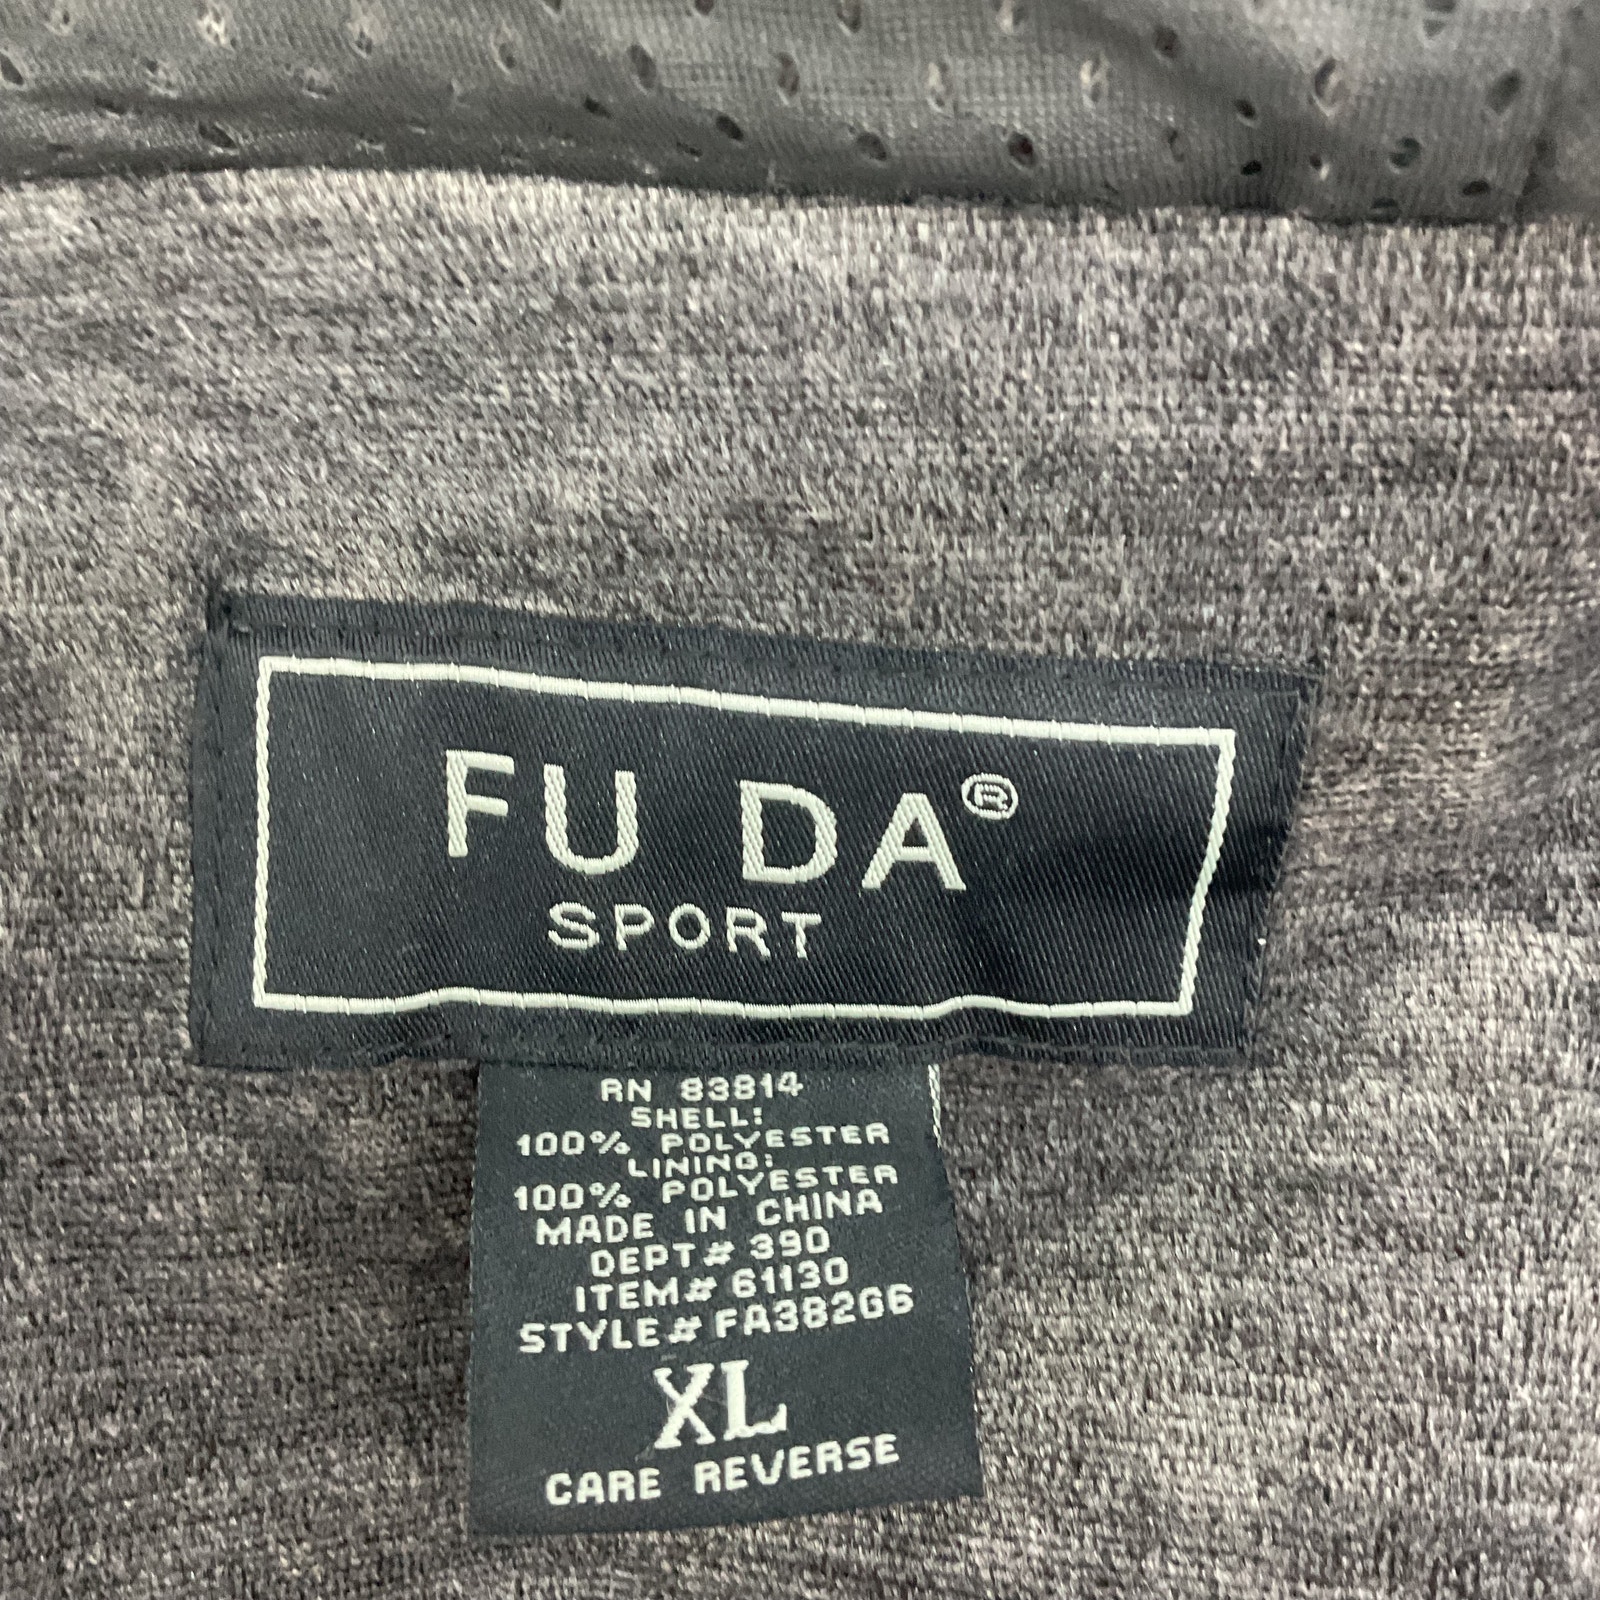 FU DA®
SPORT
RN 83814
SHELL:
100% POLYESTER
LINING:
100% POLYESTER
MADE IN CHINA
DEPT# 390
ITEM# 61130
STYLE# FA382G6
XL
CARE REVERSE